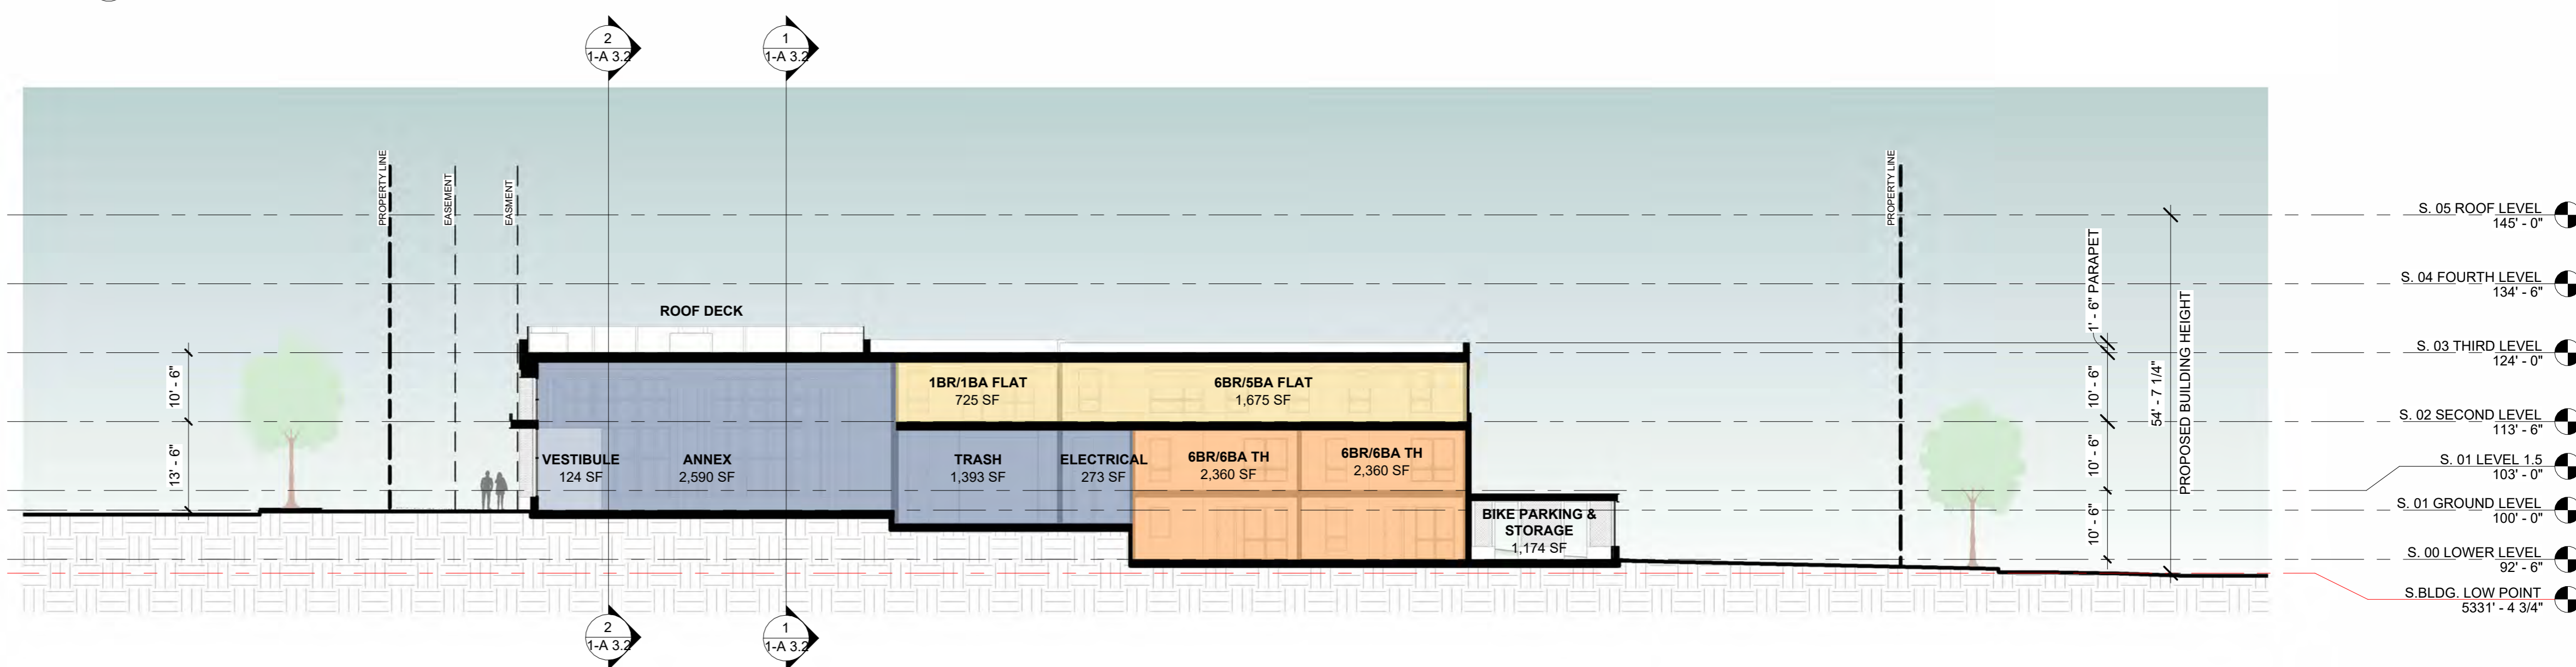 2
1-A 3.2
1
1-A 3.2
PROPERTY LINE
EASEMENT
EASMENT
PROPERTY LINE
ROOF DECK
1BR/1BA FLAT
725 SF
6BR/5BA FLAT
1,675 SF
VESTIBULE
124 SF
ANNEX
2,590 SF
TRASH
1,393 SF
ELECTRICAL
273 SF
6BR/6BA TH
2,360 SF
6BR/6BA TH
2,360 SF
BIKE PARKING &
STORAGE
1,174 SF
10' - 6"
13' - 6"
1' - 6" PARAPET
10' - 6"
10' - 6"
10' - 6"
54' - 7 1/4"
PROPOSED BUILDING HEIGHT
S. 05 ROOF LEVEL
145' - 0"
S. 04 FOURTH LEVEL
134' - 6"
S. 03 THIRD LEVEL
124' - 0"
S. 02 SECOND LEVEL
113' - 6"
S. 01 LEVEL 1.5
103' - 0"
S. 01 GROUND LEVEL
100' - 0"
S. 00 LOWER LEVEL
92' - 6"
S.BLDG. LOW POINT
5331' - 4 3/4"
2
1-A 3.2
1
1-A 3.2